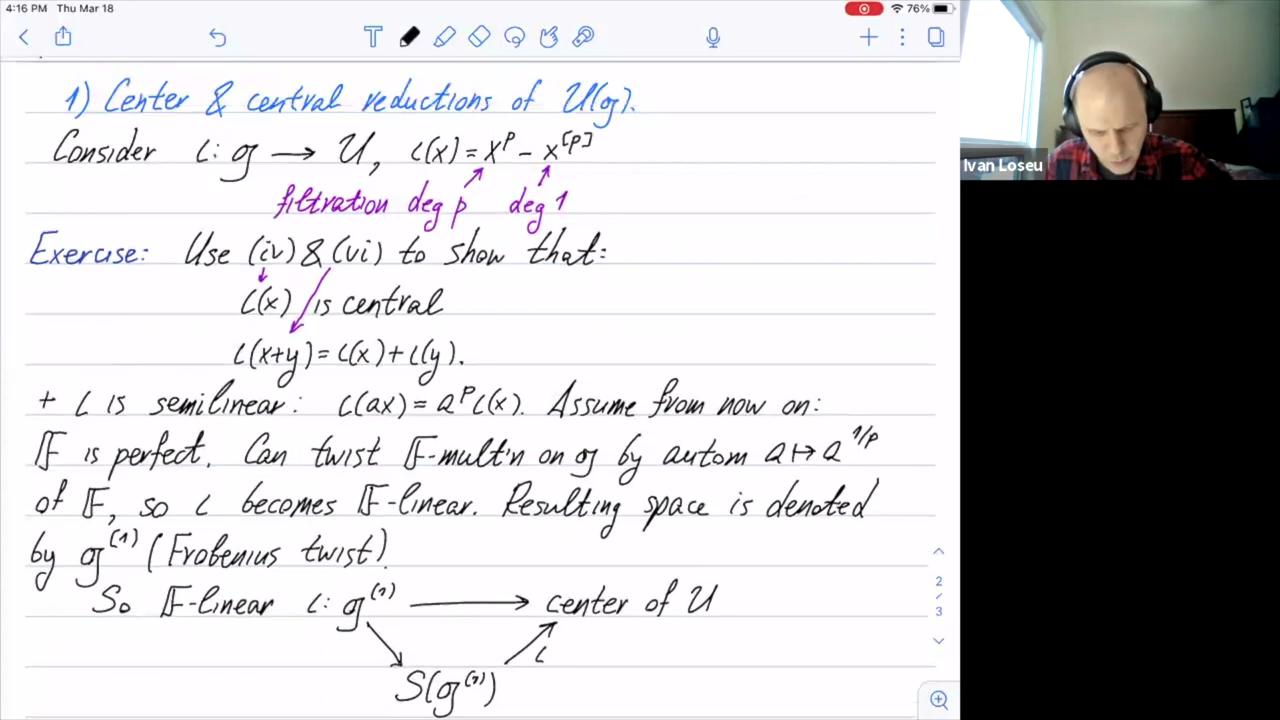 4:16 PM Thu Mar 18
76%
1) Center & central reductions of U(g).
Consider ι: g → U, ι(x) = x^p - x^[p]
filtration deg p deg 1
Exercise: Use (iv) & (vi) to show that:
ι(x) is central
ι(x+y) = ι(x) + ι(y).
+ ι is semilinear: ι(ax) = a^p ι(x). Assume from now on:
𝔽 is perfect. Can twist 𝔽-mult'n on g by autom a ↦ a^{1/p}
of 𝔽, so ι becomes 𝔽-linear. Resulting space is denoted
by g^(1) (Frobenius twist)
So 𝔽-linear ι: g^(1) → center of U
ι
S(g^(1))
2/3
Ivan Loseu